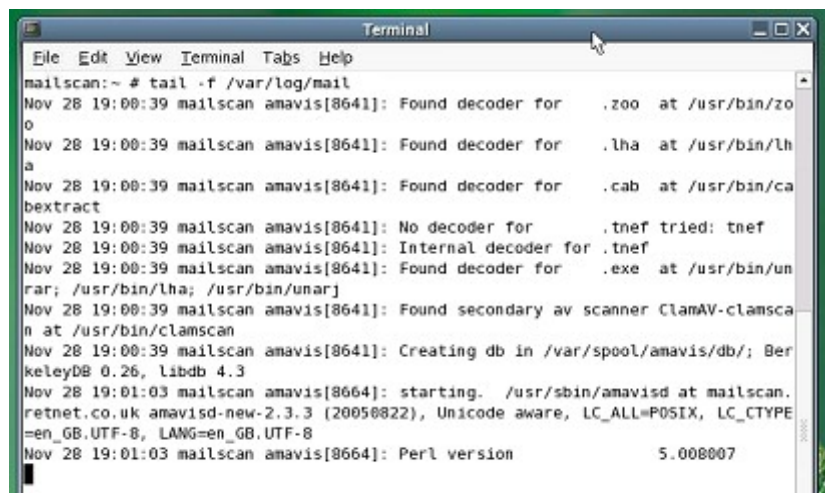 Terminal
File Edit View Terminal Tabs Help
mailscan:~ # tail -f /var/log/mail
Nov 28 19:00:39 mailscan amavis[8641]: Found decoder for    .zoo  at /usr/bin/zo
o
Nov 28 19:00:39 mailscan amavis[8641]: Found decoder for    .lha  at /usr/bin/lh
a
Nov 28 19:00:39 mailscan amavis[8641]: Found decoder for    .cab  at /usr/bin/ca
bextract
Nov 28 19:00:39 mailscan amavis[8641]: No decoder for       .tnef tried: tnef
Nov 28 19:00:39 mailscan amavis[8641]: Internal decoder for .tnef
Nov 28 19:00:39 mailscan amavis[8641]: Found decoder for    .exe  at /usr/bin/un
rar; /usr/bin/lha; /usr/bin/unarj
Nov 28 19:00:39 mailscan amavis[8641]: Found secondary av scanner ClamAV-clamsca
n at /usr/bin/clamscan
Nov 28 19:00:39 mailscan amavis[8641]: Creating db in /var/spool/amavis/db/; Ber
keleyDB 0.26, libdb 4.3
Nov 28 19:01:03 mailscan amavis[8664]: starting.  /usr/sbin/amavisd at mailscan.
retnet.co.uk amavisd-new-2.3.3 (20050822), Unicode aware, LC_ALL=POSIX, LC_CTYPE
=en_GB.UTF-8, LANG=en_GB.UTF-8
Nov 28 19:01:03 mailscan amavis[8664]: Perl version               5.008007